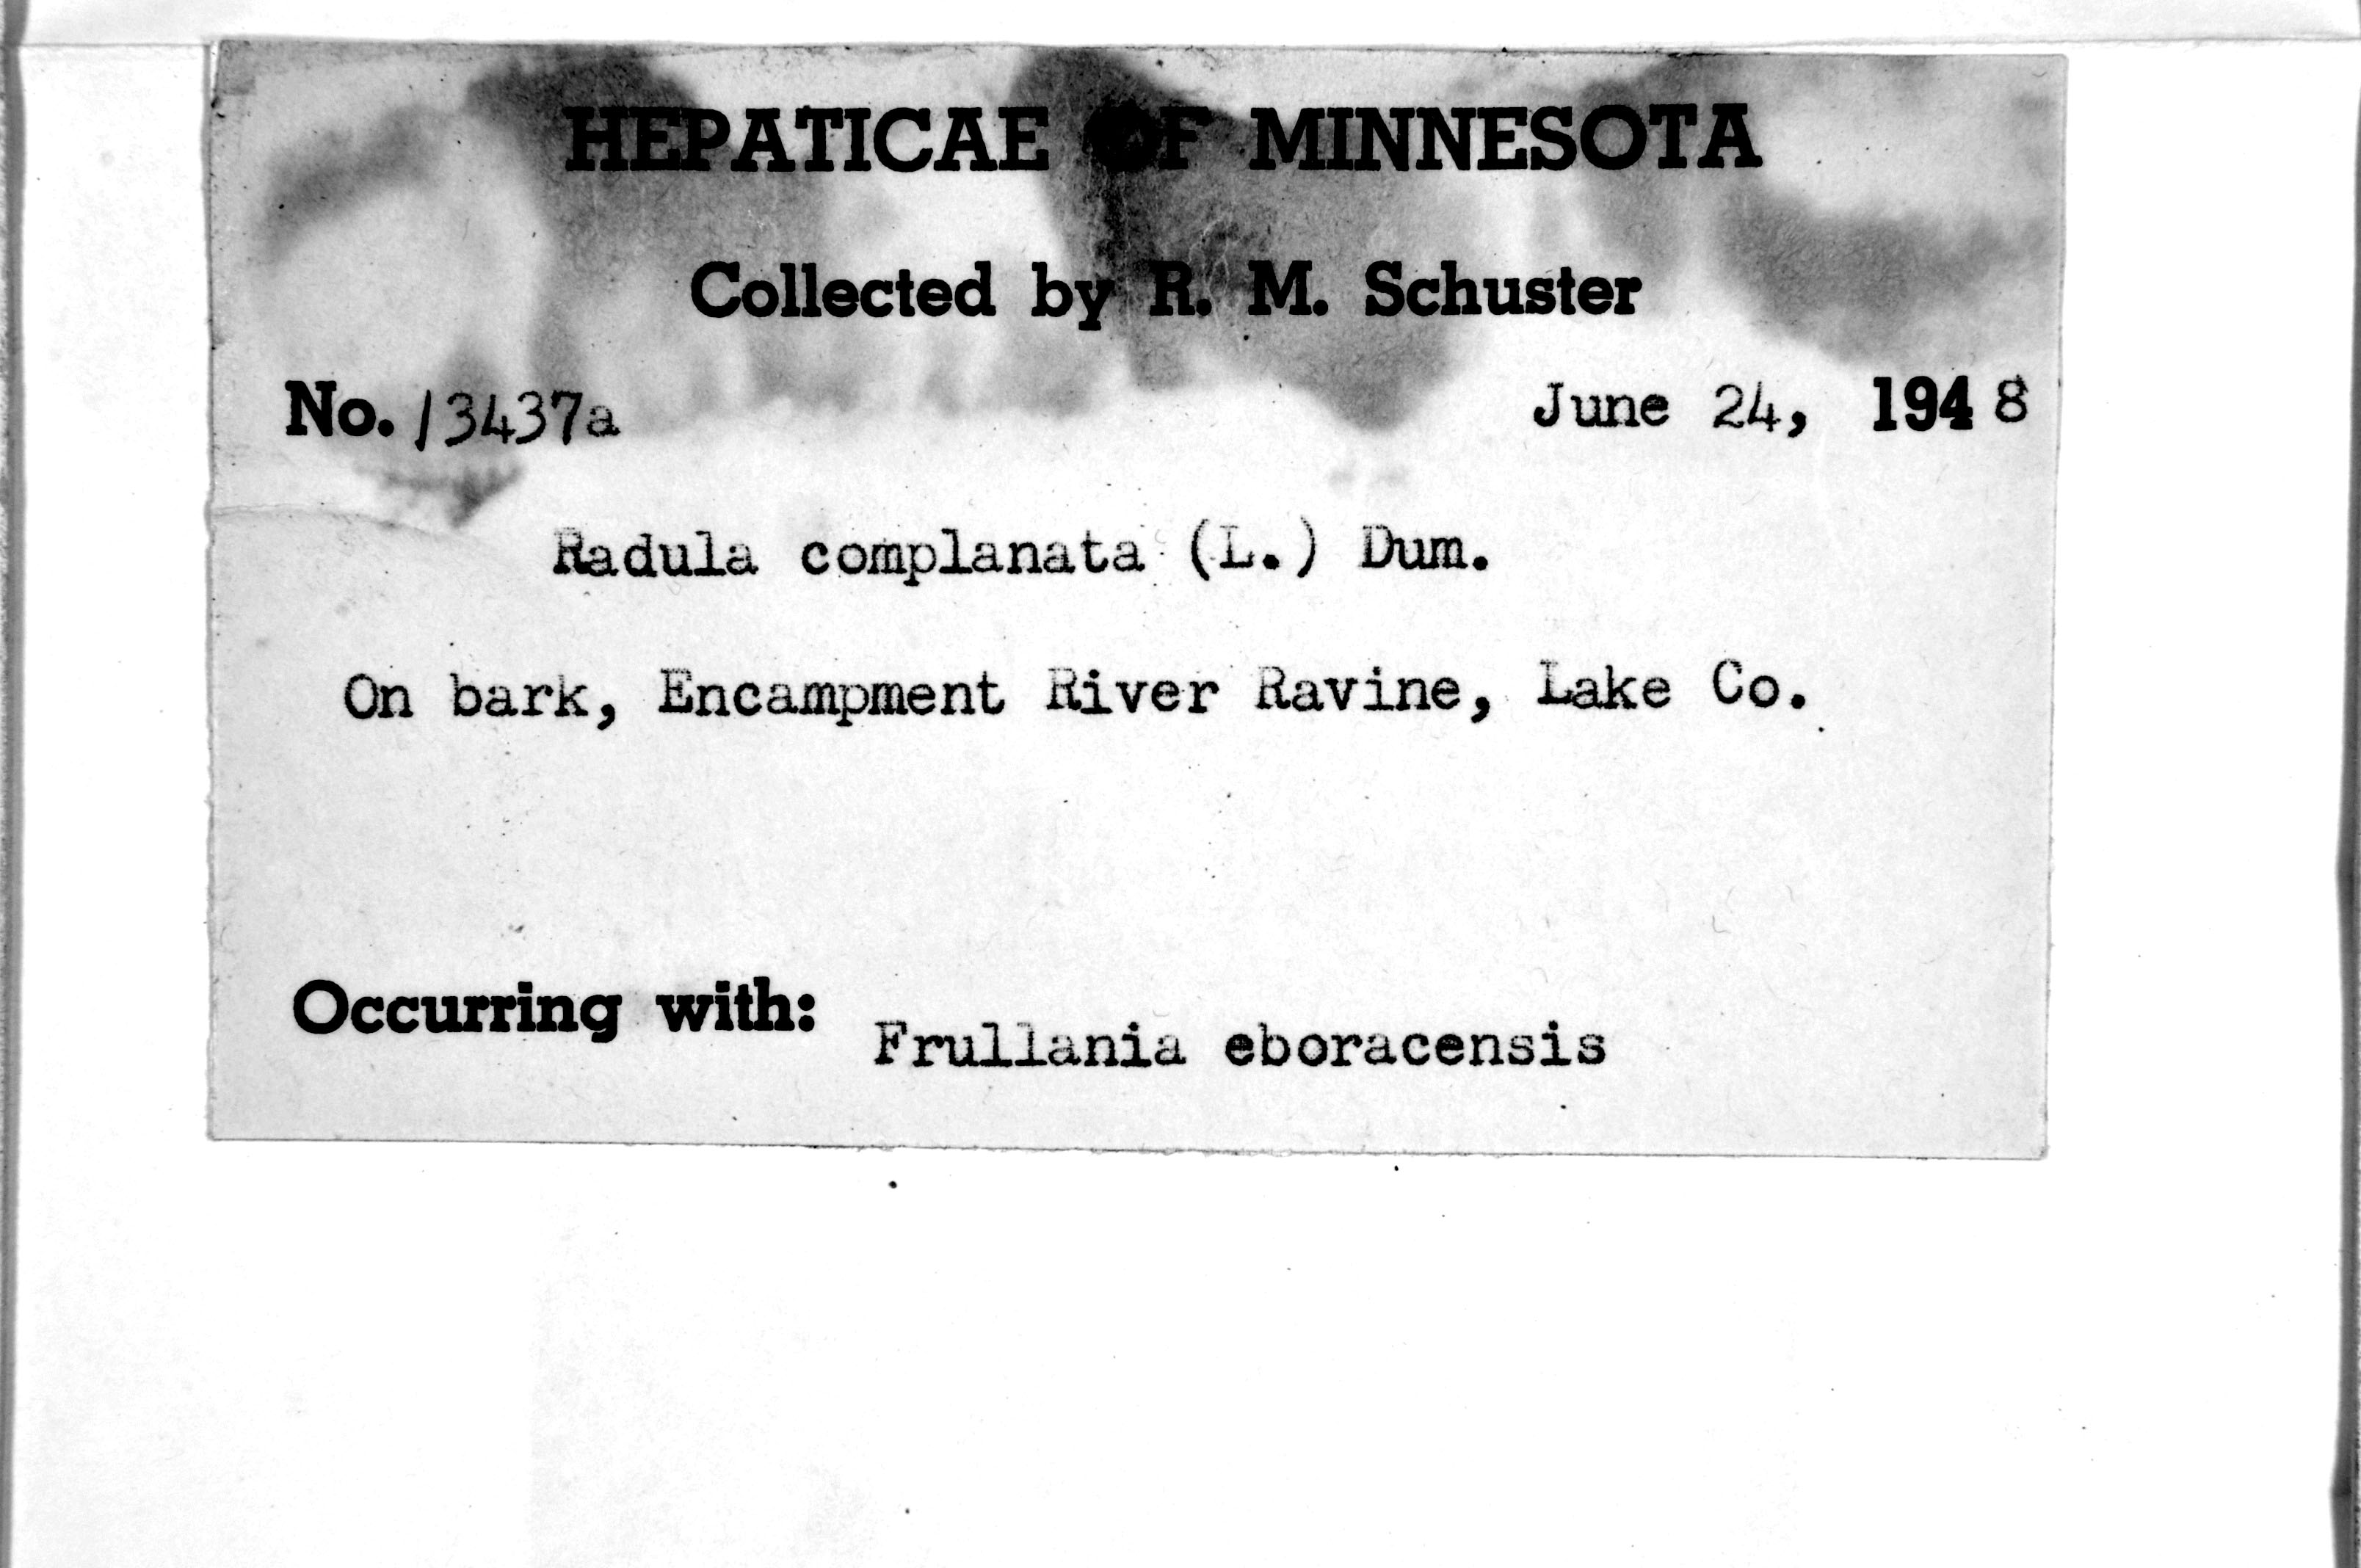 HEPATICAE OF MINNESOTA
Collected by R. M. Schuster
No. 13437a June 24, 1948
Radula complanata (L.) Dum.
On bark, Encampment River Ravine, Lake Co.
Occurring with: Frullania eboracensis